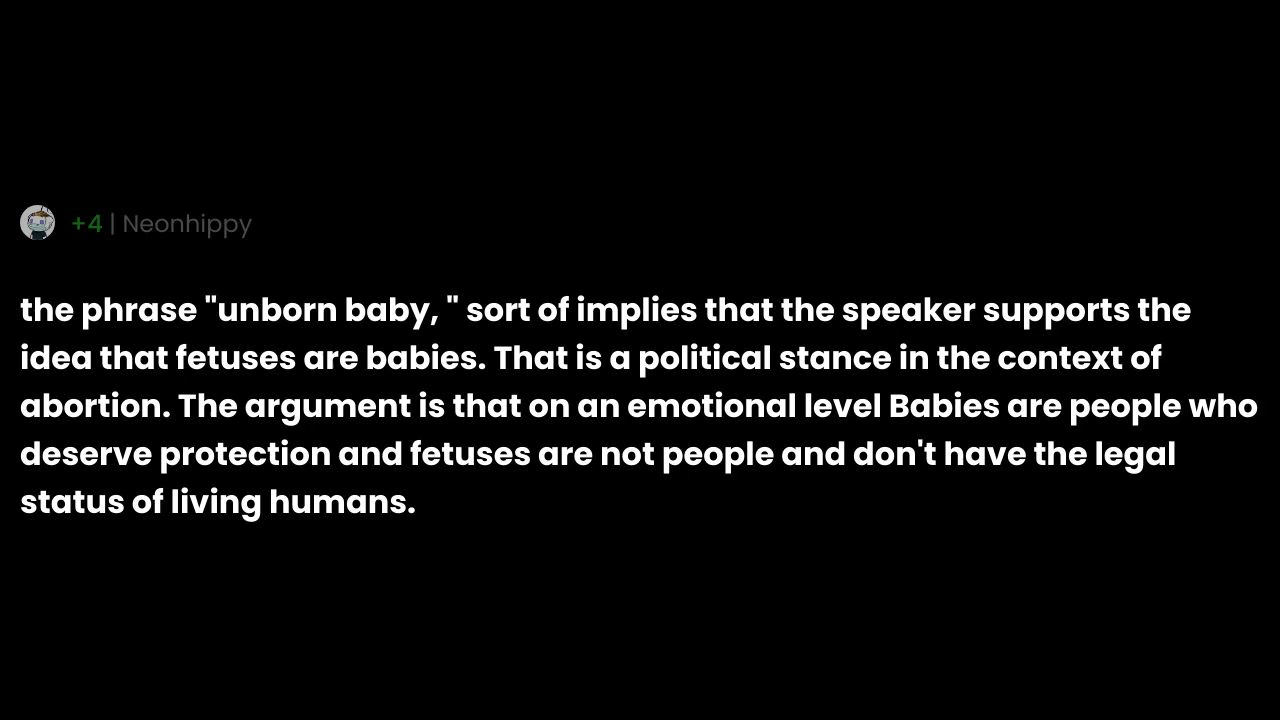 +4 | Neonhippy
the phrase "unborn baby, " sort of implies that the speaker supports the
idea that fetuses are babies. That is a political stance in the context of
abortion. The argument is that on an emotional level Babies are people who
deserve protection and fetuses are not people and don't have the legal
status of living humans.